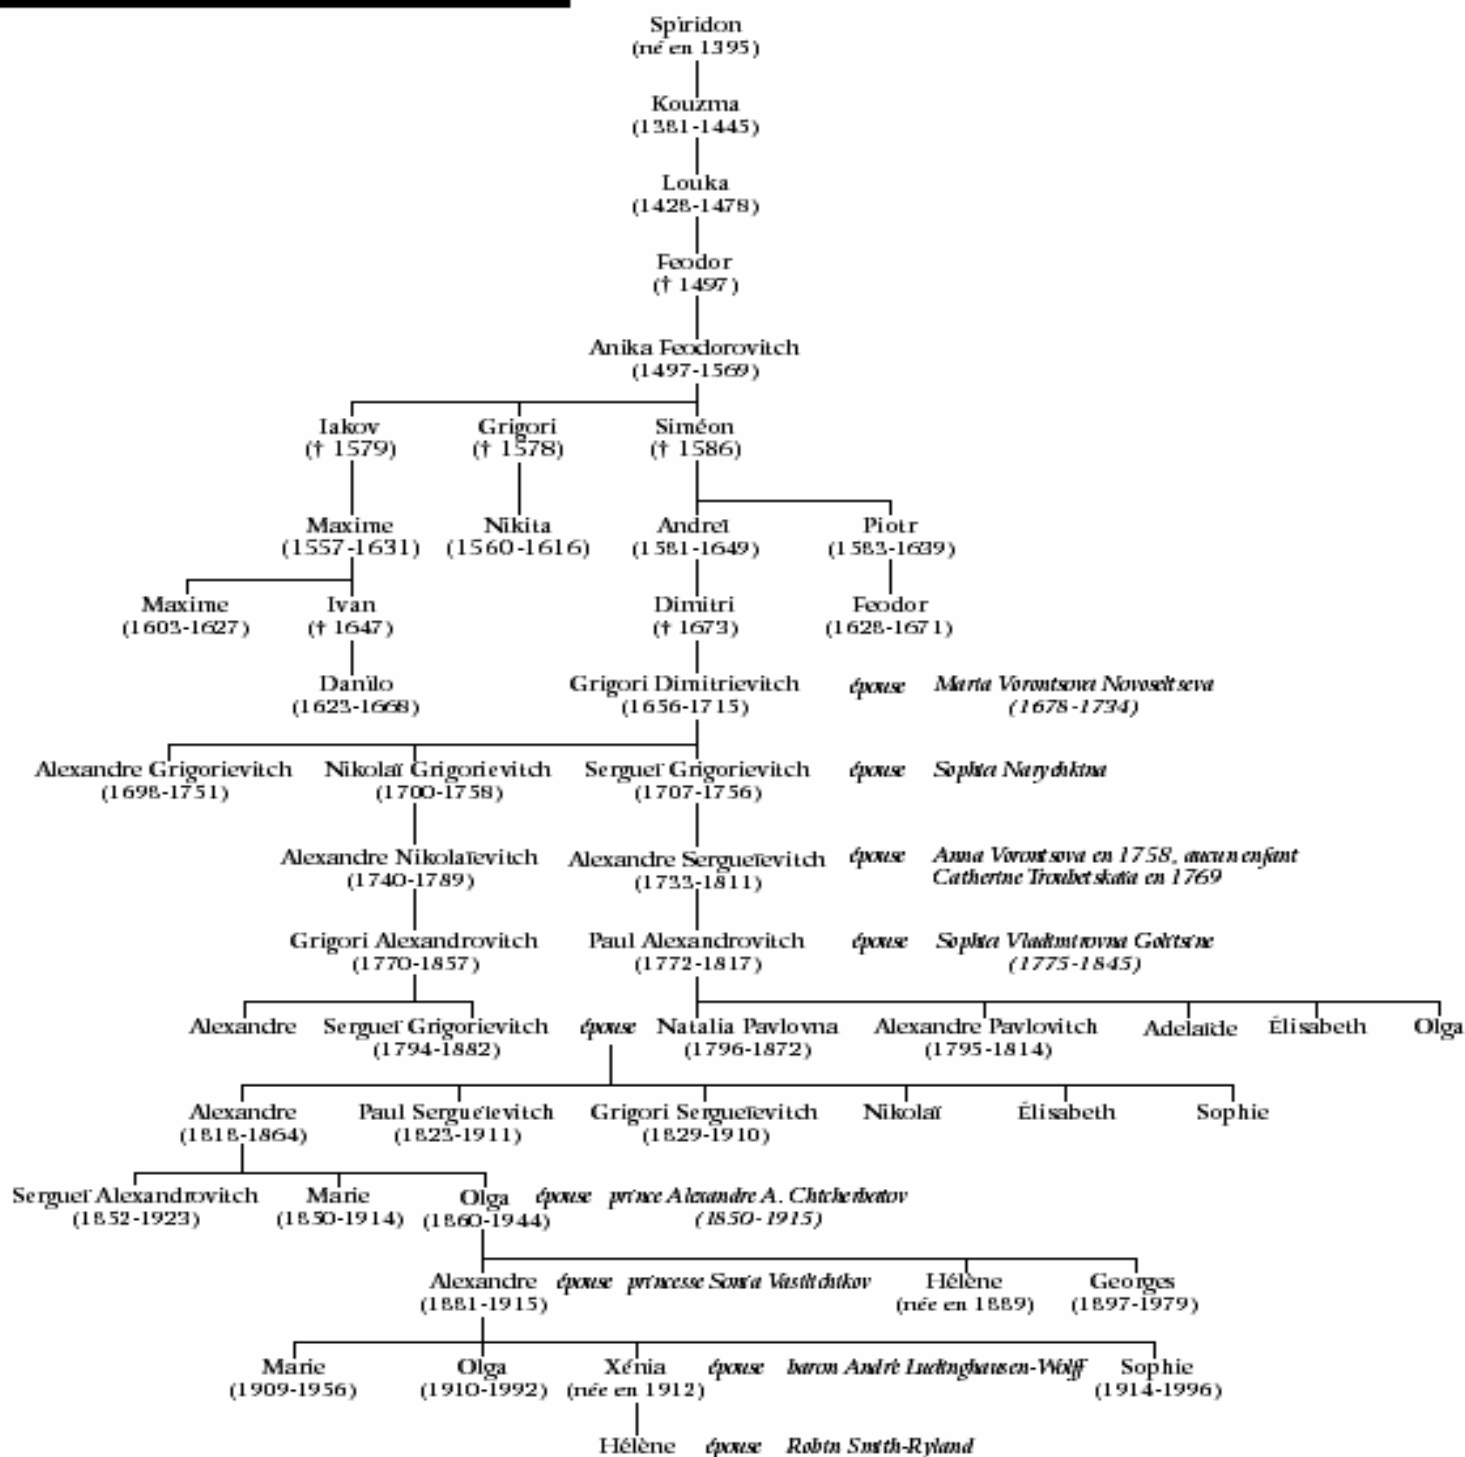 Spiridon
(né en 1395)
Kouzma
(1381-1445)
Louka
(1428-1478)
Feodor
(† 1497)
Anika Feodorovitch
(1497-1569)
Iakov Grigori Siméon
(† 1579) († 1578) († 1586)
Maxime Nikita Andreï Piotr
(1557-1631) (1560-1616) (1581-1649) (1583-1639)
Maxime Ivan Dimitri Feodor
(1603-1627) († 1647) († 1673) (1628-1671)
Danilo Grigori Dimitrievitch épouse Maria Vorontsova Novoseltseva
(1623-1668) (1656-1715) (1678-1734)
Alexandre Grigorievitch Nikolaï Grigorievitch Sergueï Grigorievitch épouse Sophia Narychkina
(1698-1751) (1700-1758) (1707-1756)
Alexandre Nikolaïevitch Alexandre Sergueïevitch épouse Anna Vorontsova en 1758, aucun enfant
(1740-1789) (1733-1811) Catherine Troubetskaïa en 1769
Grigori Alexandrovitch Paul Alexandrovitch épouse Sophia Vladimirovna Golitsine
(1770-1857) (1772-1817) (1775-1845)
Alexandre Sergueï Grigorievitch épouse Natalia Pavlovna Alexandre Pavlovitch Adelaïde Élisabeth Olga
(1794-1882) (1796-1872) (1795-1814)
Alexandre Paul Sergueïevitch Grigori Sergueïevitch Nikolaï Élisabeth Sophie
(1818-1864) (1823-1911) (1829-1910)
Sergueï Alexandrovitch Marie Olga épouse prince Alexandre A. Chtcherbatov
(1852-1923) (1850-1914) (1860-1944) (1850-1915)
Alexandre épouse princesse Sonia Vasilichikov Hélène Georges
(1881-1915) (née en 1889) (1897-1979)
Marie Olga Xénia épouse baron André Ludinghausen-Wolff Sophie
(1909-1956) (1910-1992) (née en 1912) (1914-1996)
Hélène épouse Robin Smith-Ryland